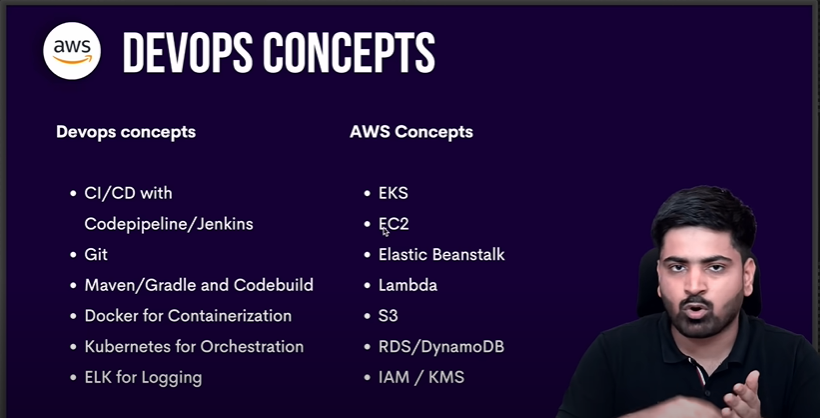 aws
DEVOPS CONCEPTS
Devops concepts
CI/CD with
Codepipeline/Jenkins
Git
Maven/Gradle and Codebuild
Docker for Containerization
Kubernetes for Orchestration
ELK for Logging
AWS Concepts
EKS
EC2
Elastic Beanstalk
Lambda
S3
RDS/DynamoDB
IAM / KMS